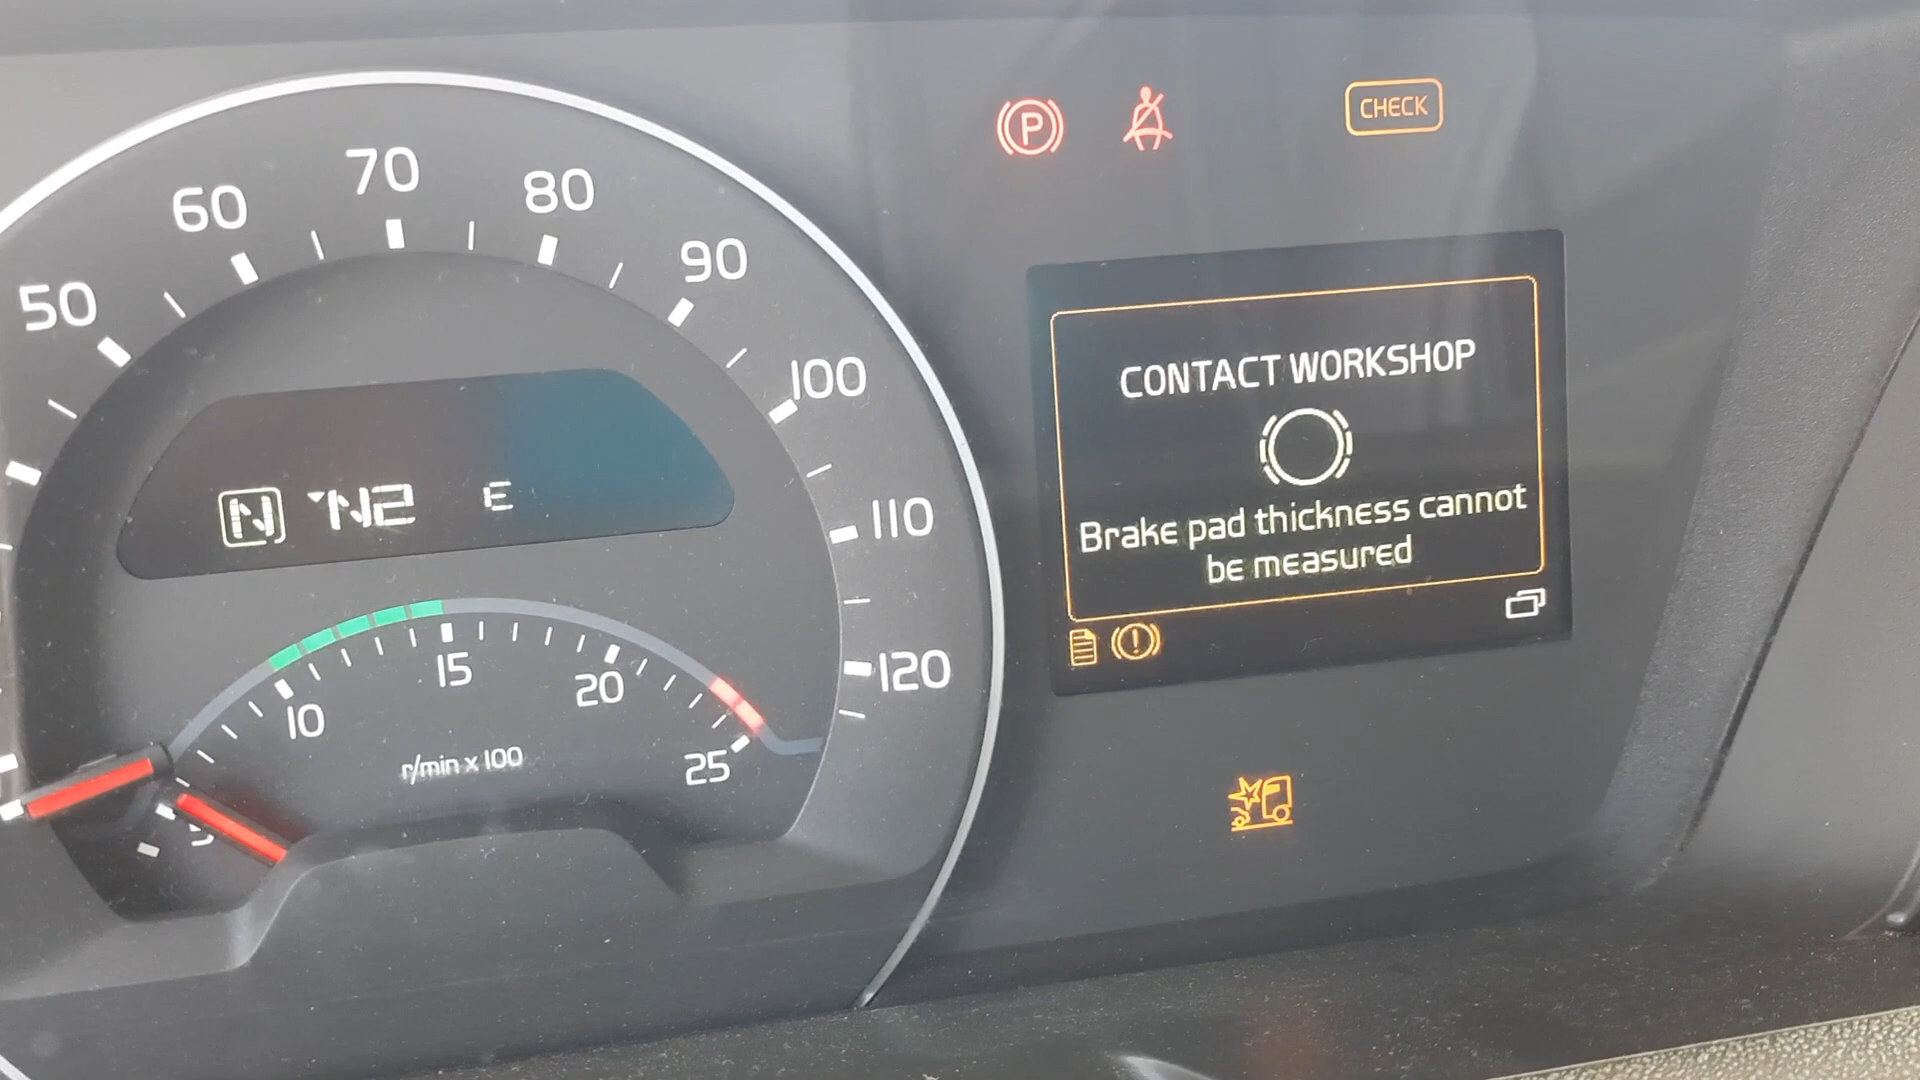 50
60
70
80
90
100
110
120
N N2 E
10
15
20
25
r/min x 100
P
CHECK
CONTACT WORKSHOP
Brake pad thickness cannot
be measured